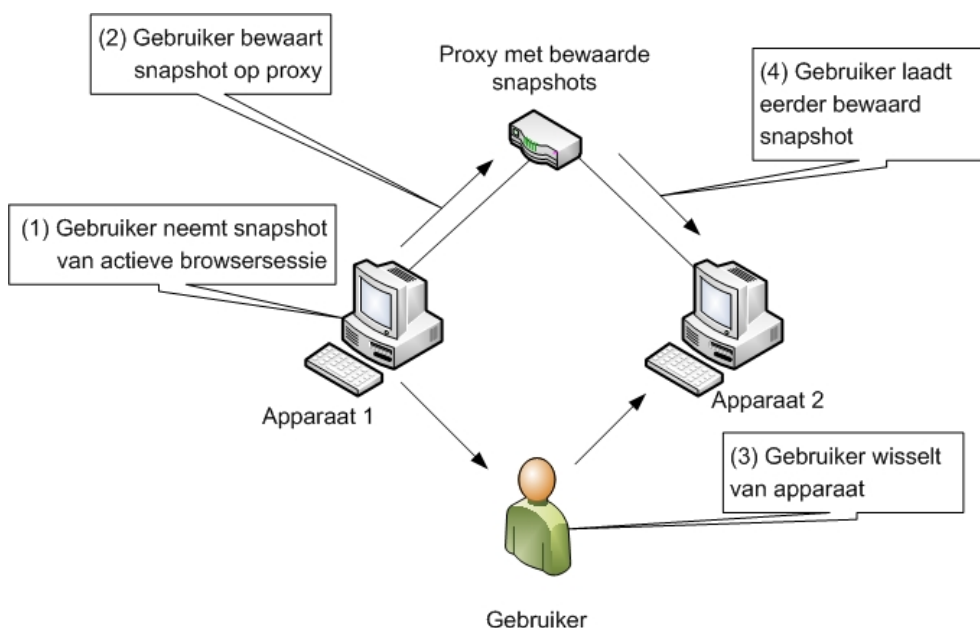 (2) Gebruiker bewaart
snapshot op proxy
Proxy met bewaarde
snapshots
(4) Gebruiker laadt
eerder bewaard
snapshot
(1) Gebruiker neemt snapshot
van actieve browsersessie
Apparaat 1
Apparaat 2
(3) Gebruiker wisselt
van apparaat
Gebruiker